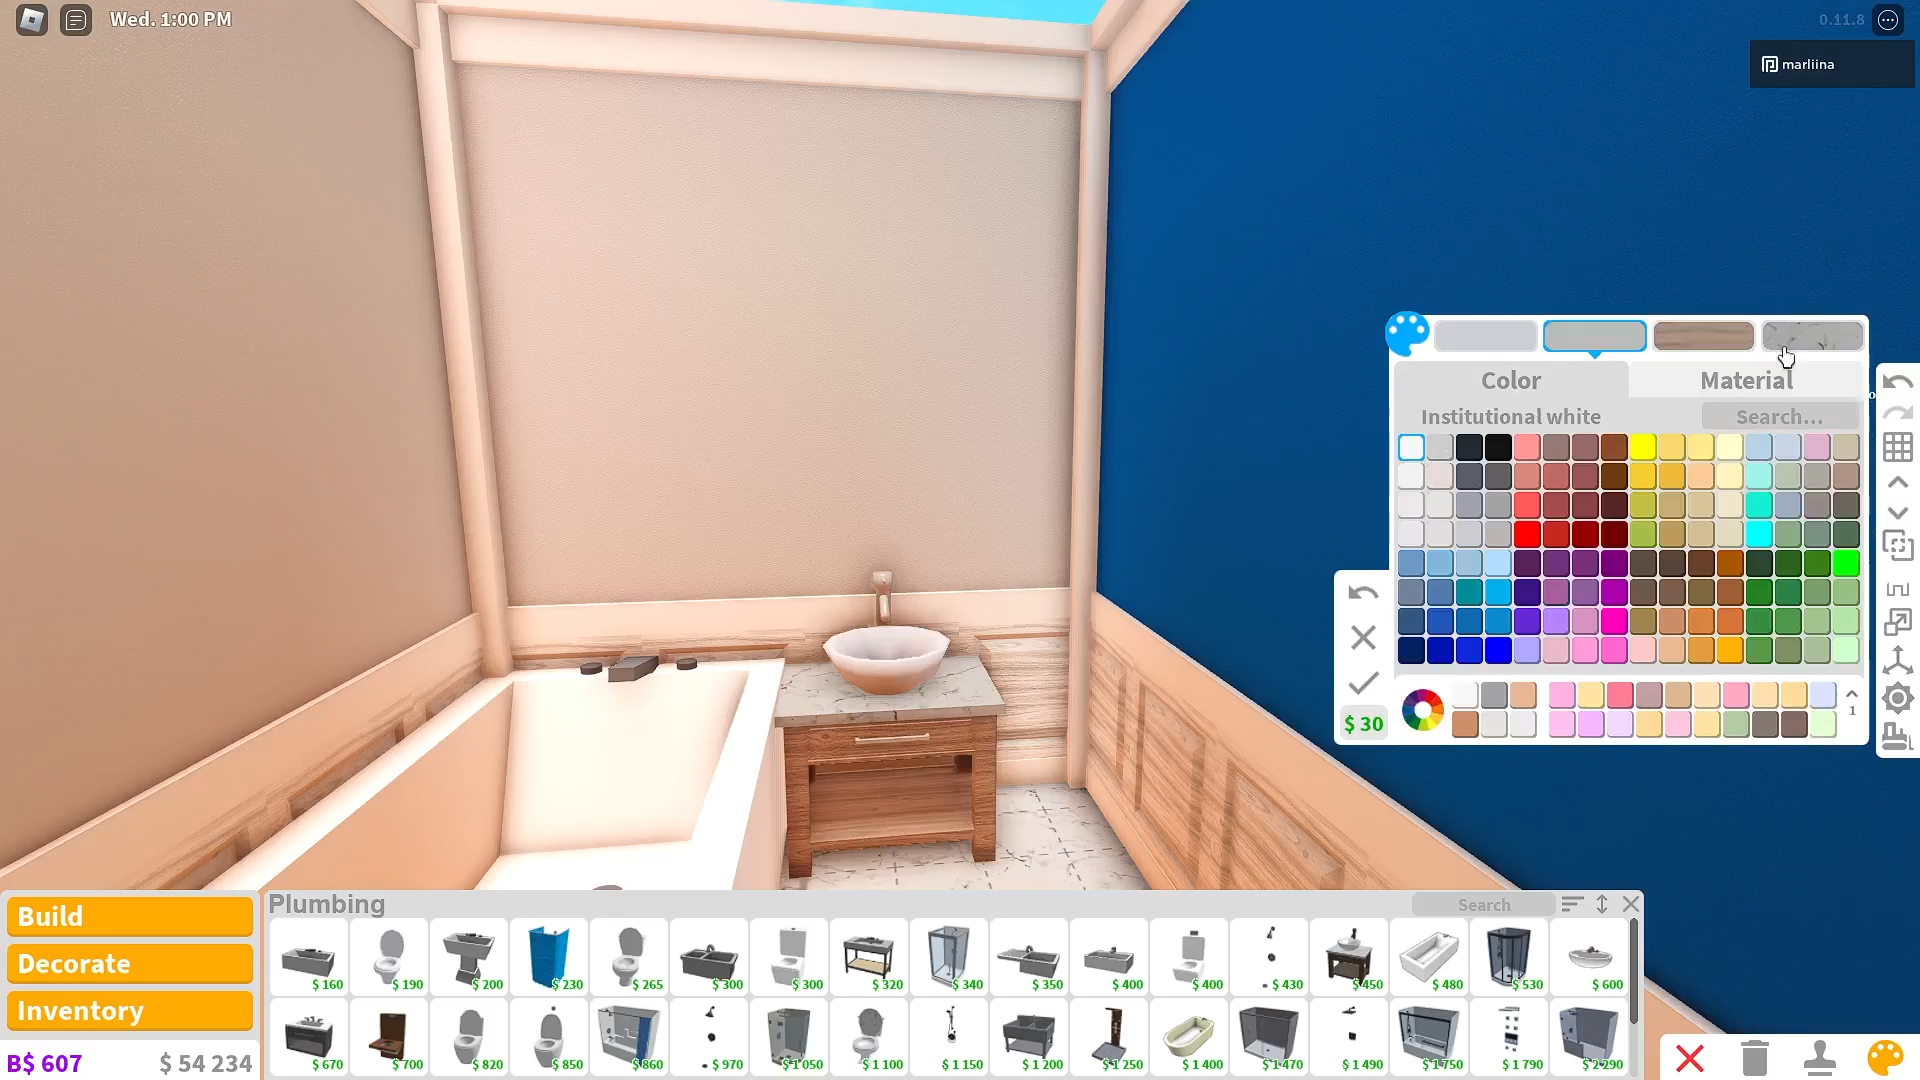 Wed. 1:00 PM
0.11.8
marliina
Color
Material
Institutional white
Search...
$ 30
1
Build
Decorate
Inventory
B$ 607
$ 54 234
Plumbing
Search
$ 160
$ 190
$ 200
$ 230
$ 265
$ 300
$ 300
$ 320
$ 340
$ 350
$ 400
$ 400
$ 430
$ 450
$ 480
$ 530
$ 600
$ 670
$ 700
$ 820
$ 850
$ 860
$ 970
$ 1 050
$ 1 100
$ 1 150
$ 1 200
$ 1 250
$ 1 400
$ 1 470
$ 1 490
$ 1 750
$ 1 790
$ 2 290